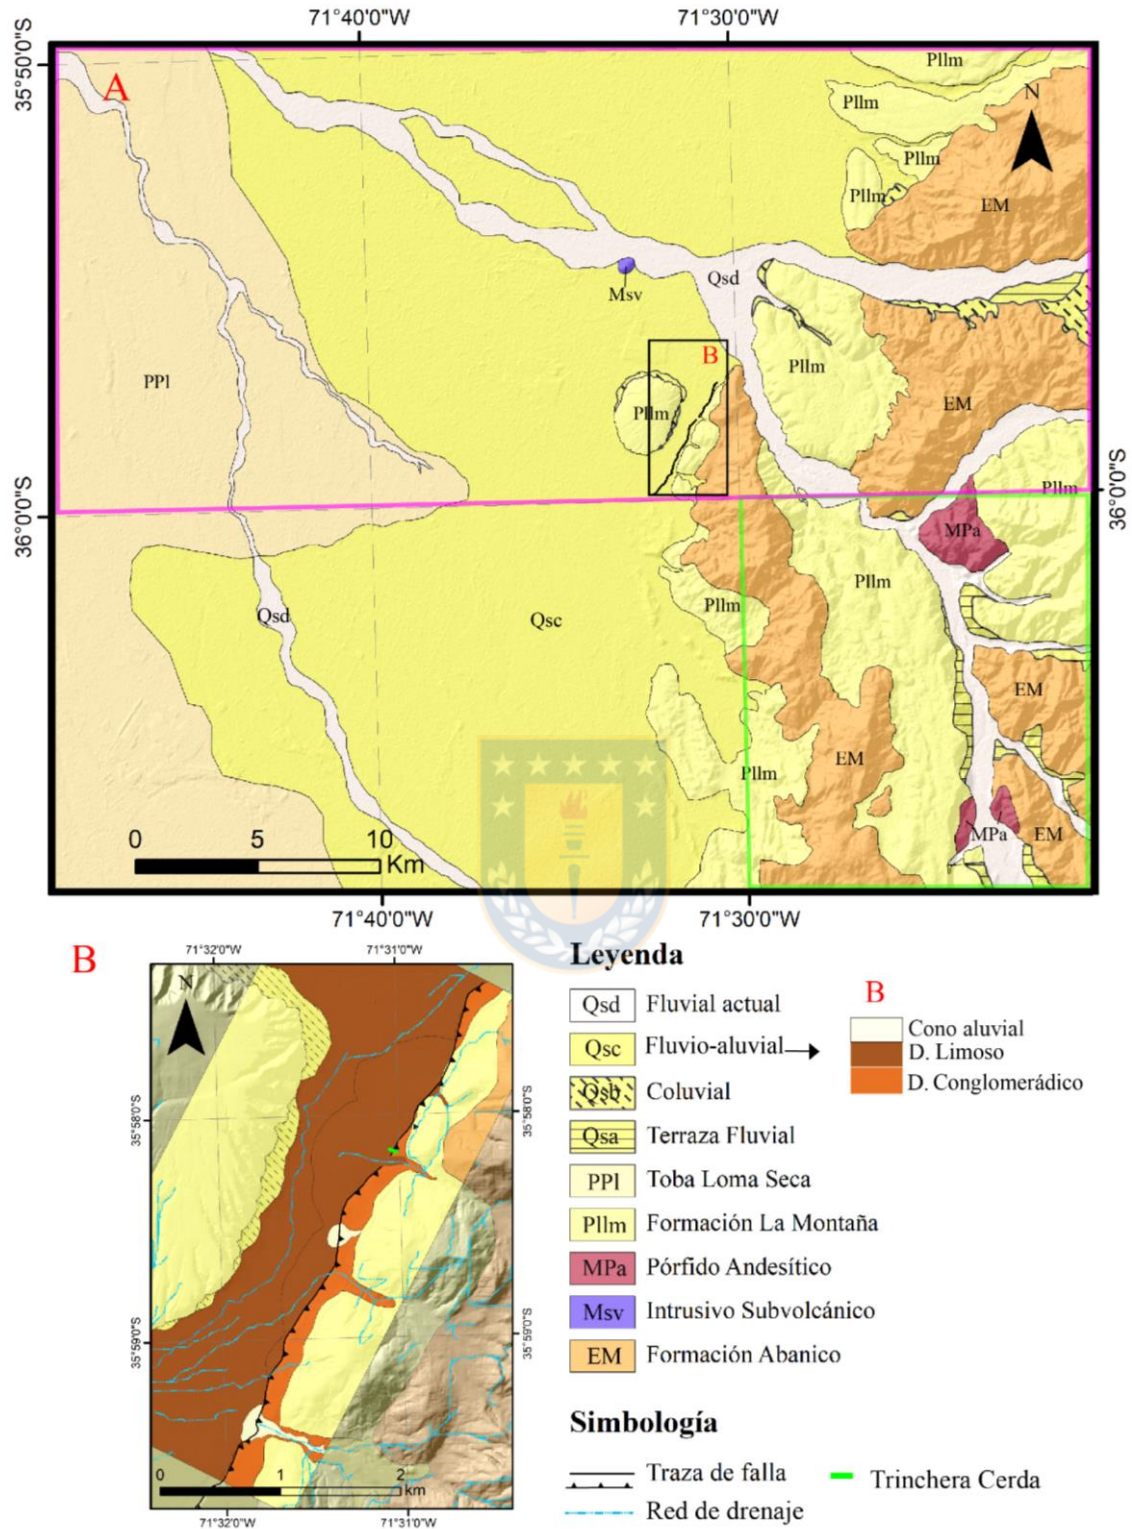 71°40'0"W 71°30'0"W
35°50'0"S
A
Pllm
Pllm
N
Pllm
Pllm
EM
Qsd
Msv
B
Pllm
PPl
Pllm
EM
Pllm
36°0'0"S
36°0'0"S
MPa
Pllm
Pllm
Qsd
Qsc
EM
Pllm
EM
MPa
EM
0 5 10
Km
71°40'0"W 71°30'0"W
B
71°32'0"W 71°31'0"W
N
35°58'0"S
35°58'0"S
35°59'0"S
35°59'0"S
0 1 2
km
71°32'0"W 71°31'0"W
Leyenda
Qsd Fluvial actual
Qsc Fluvio-aluvial
Qsb Coluvial
Qsa Terraza Fluvial
PPl Toba Loma Seca
Pllm Formación La Montaña
MPa Pórfido Andesítico
Msv Intrusivo Subvolcánico
EM Formación Abanico
B
Cono aluvial
D. Limoso
D. Conglomerádico
Simbología
Traza de falla
Trinchera Cerda
Red de drenaje